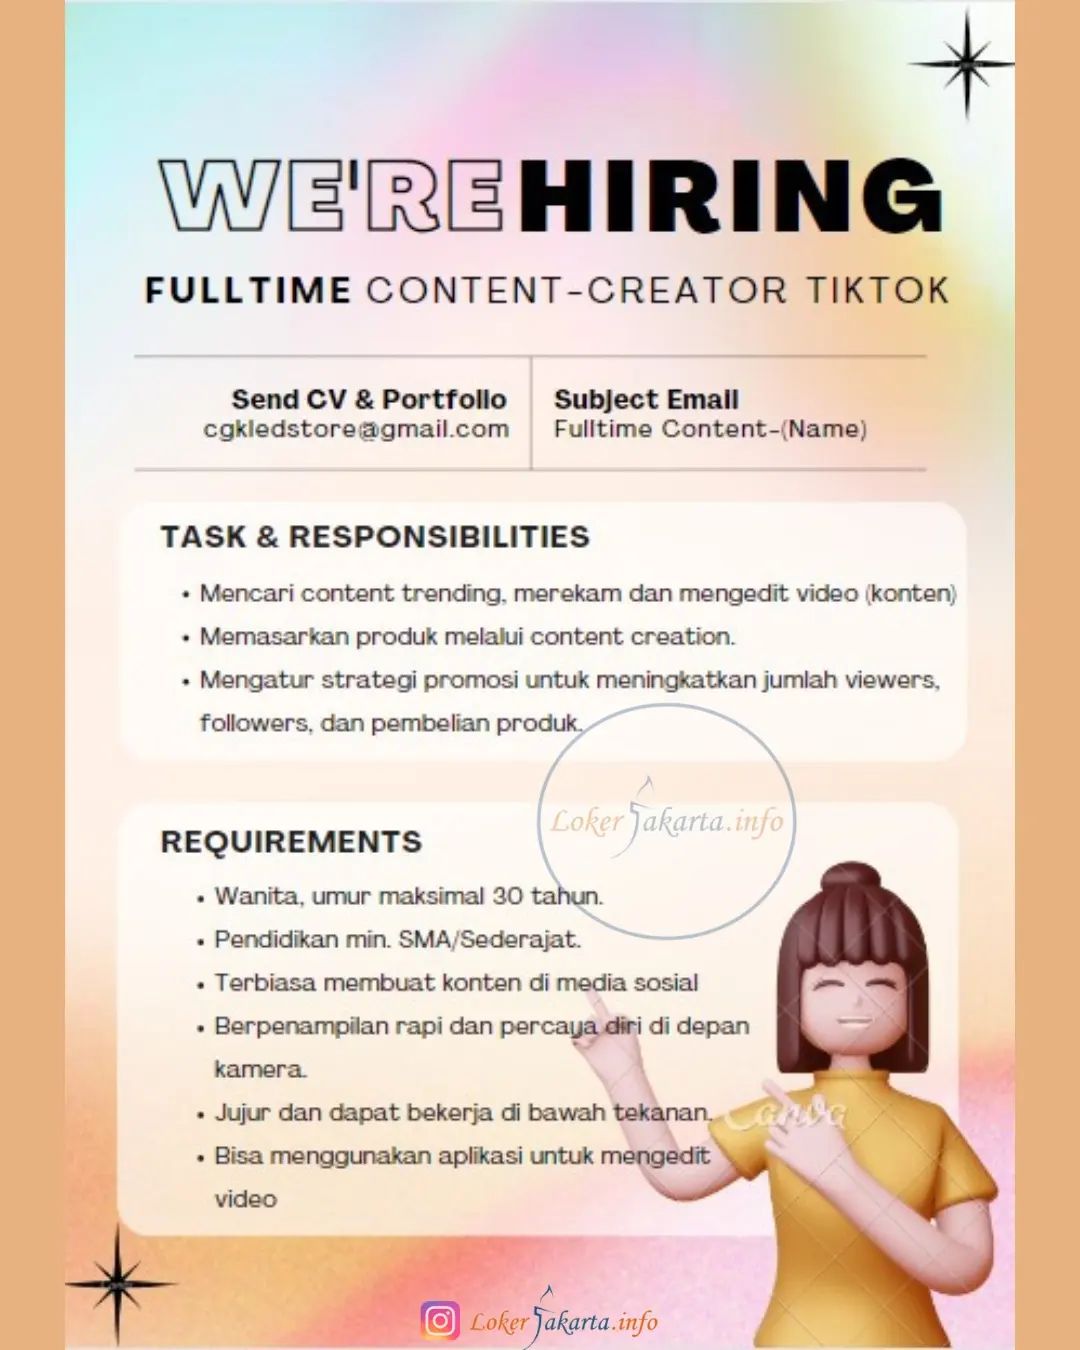 WE'RE HIRING
FULLTIME CONTENT-CREATOR TIKTOK
Send CV & Portfolio
cgkledstore@gmail.com
Subject Email
Fulltime Content-(Name)
TASK & RESPONSIBILITIES
• Mencari content trending, merekam dan mengedit video (konten)
• Memasarkan produk melalui content creation.
• Mengatur strategi promosi untuk meningkatkan jumlah viewers,
followers, dan pembelian produk.
Loker Jakarta.info
REQUIREMENTS
• Wanita, umur maksimal 30 tahun.
• Pendidikan min. SMA/Sederajat.
• Terbiasa membuat konten di media sosial
• Berpenampilan rapi dan percaya diri di depan
kamera.
• Jujur dan dapat bekerja di bawah tekanan.
Canva
• Bisa menggunakan aplikasi untuk mengedit
video
Loker Jakarta.info